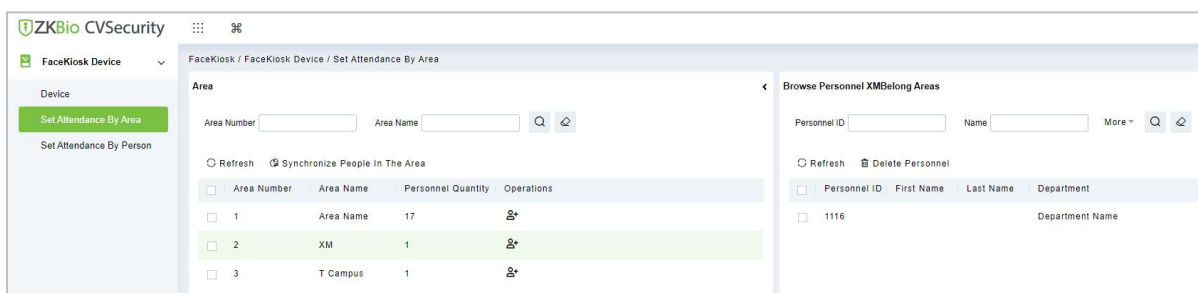 ZKBio CVSecurity
FaceKiosk Device
Device
Set Attendance By Area
Set Attendance By Person
FaceKiosk / FaceKiosk Device / Set Attendance By Area
Area
Area Number Area Name
Refresh Synchronize People In The Area
Area Number Area Name Personnel Quantity Operations
1 Area Name 17
2 XM 1
3 T Campus 1
Browse Personnel XMBelong Areas
Personnel ID Name More
Refresh Delete Personnel
Personnel ID First Name Last Name Department
1116 Department Name